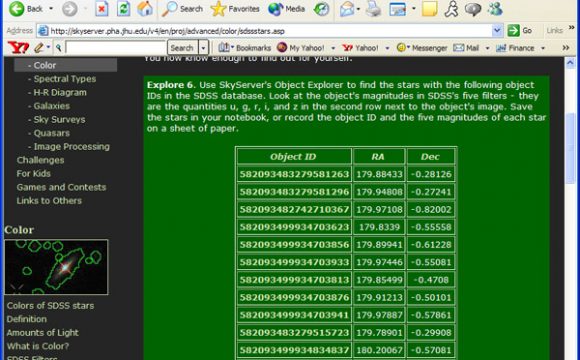 Back Search Favorites Media
Address http://skyserver.pha.jhu.edu/v4/en/proj/advanced/color/sdssstars.asp Go Links
Search Bookmarks My Yahoo! Yahoo! Messenger Mail Finance
- Color
- Spectral Types
- H-R Diagram
- Galaxies
- Sky Surveys
- Quasars
- Image Processing
Challenges
For Kids
Games and Contests
Links to Others
Color
Colors of SDSS stars
Definition
Amounts of Light
What is Color?
SDSS Filters
You now know enough to find out for yourself.
Explore 6. Use SkyServer's Object Explorer to find the stars with the following object
IDs in the SDSS database. Look at the object's magnitudes in SDSS's five filters - they
are the quantities u, g, r, i, and z in the second row next to the object's image. Save
the stars in your notebook, or record the object ID and the five magnitudes of each star
on a sheet of paper.
Object ID RA Dec
582093483279581263 179.88433 -0.28126
582093483279581296 179.94808 -0.27241
582093482742710367 179.97108 -0.82002
582093499934703623 179.8339 -0.55558
582093499934703856 179.89941 -0.61228
582093499934703933 179.97446 -0.55081
582093499934703813 179.85499 -0.4708
582093499934703876 179.91213 -0.50101
582093499934703941 179.97878 -0.57861
582093483279515723 179.78901 -0.29908
582093499934834837 180.20067 -0.57081